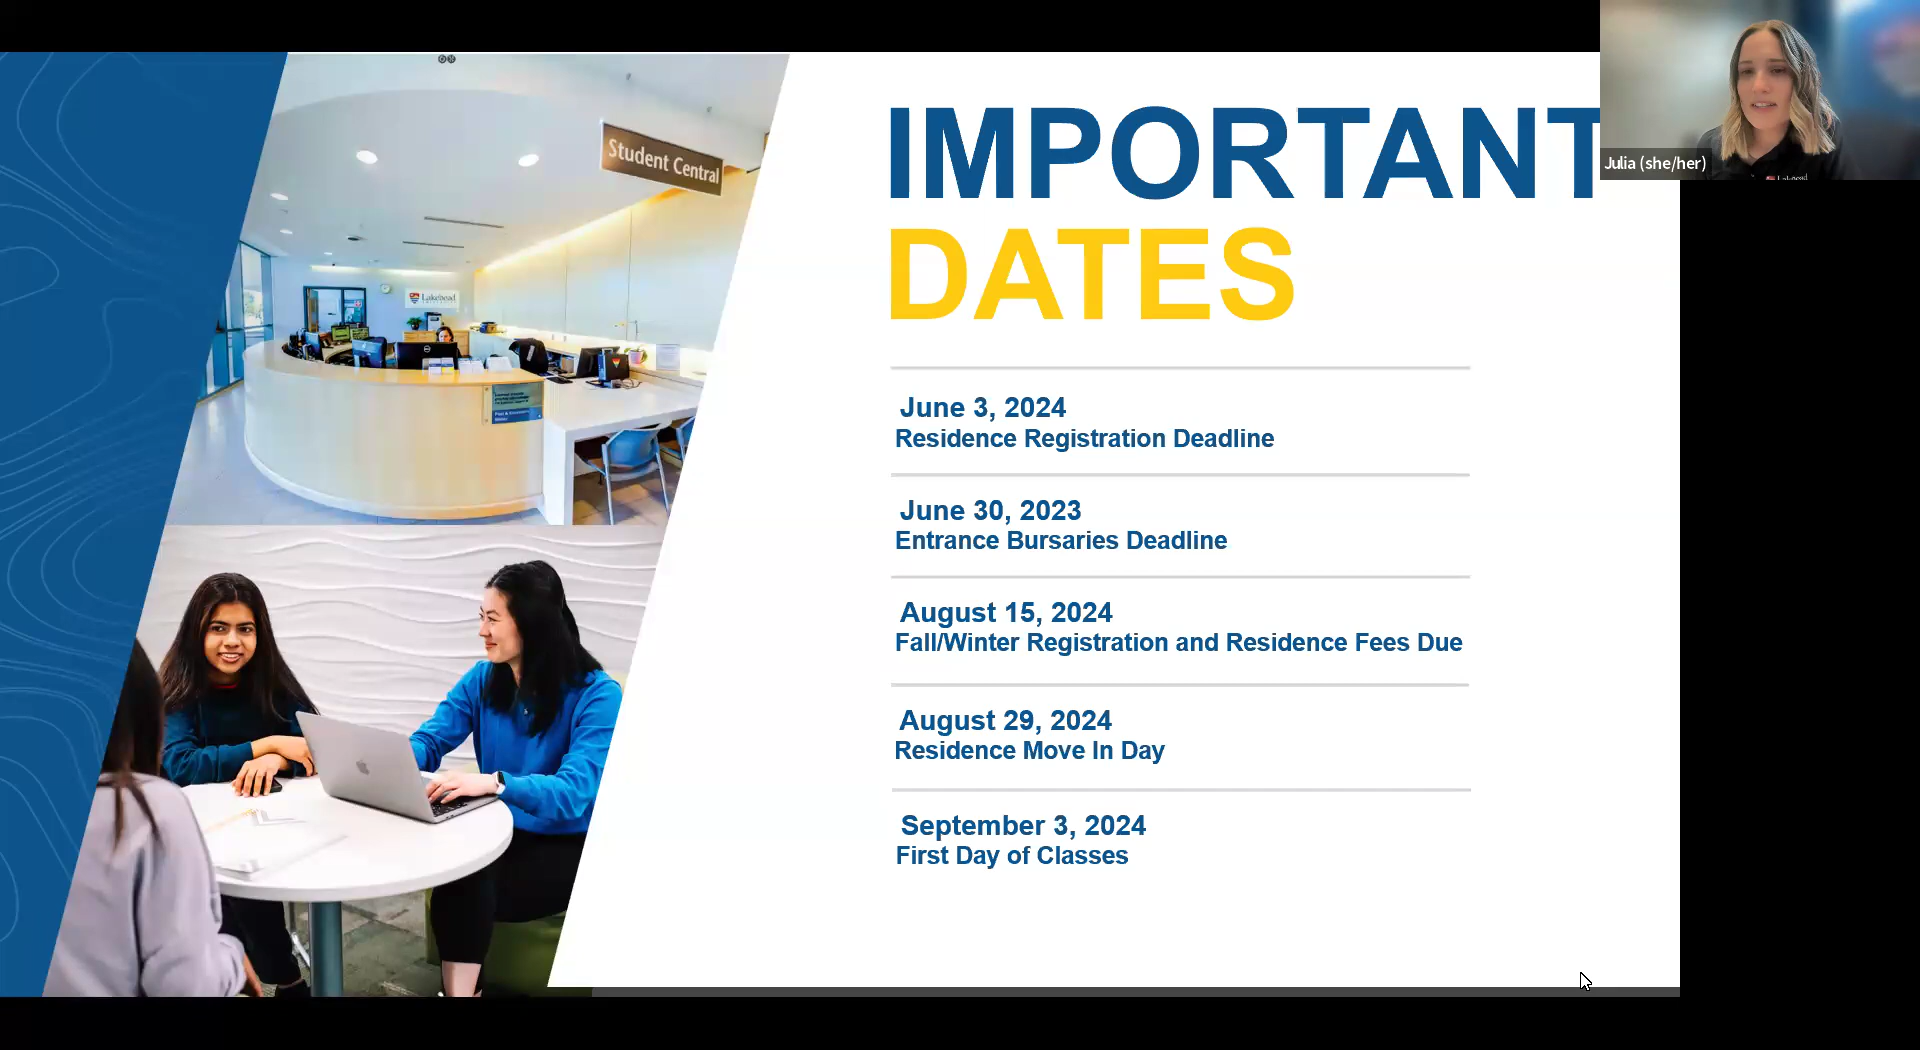 Student Central
Lakehead
IMPORTANT
DATES
June 3, 2024
Residence Registration Deadline
June 30, 2023
Entrance Bursaries Deadline
August 15, 2024
Fall/Winter Registration and Residence Fees Due
August 29, 2024
Residence Move In Day
September 3, 2024
First Day of Classes
Julia (she/her)
Lakehead